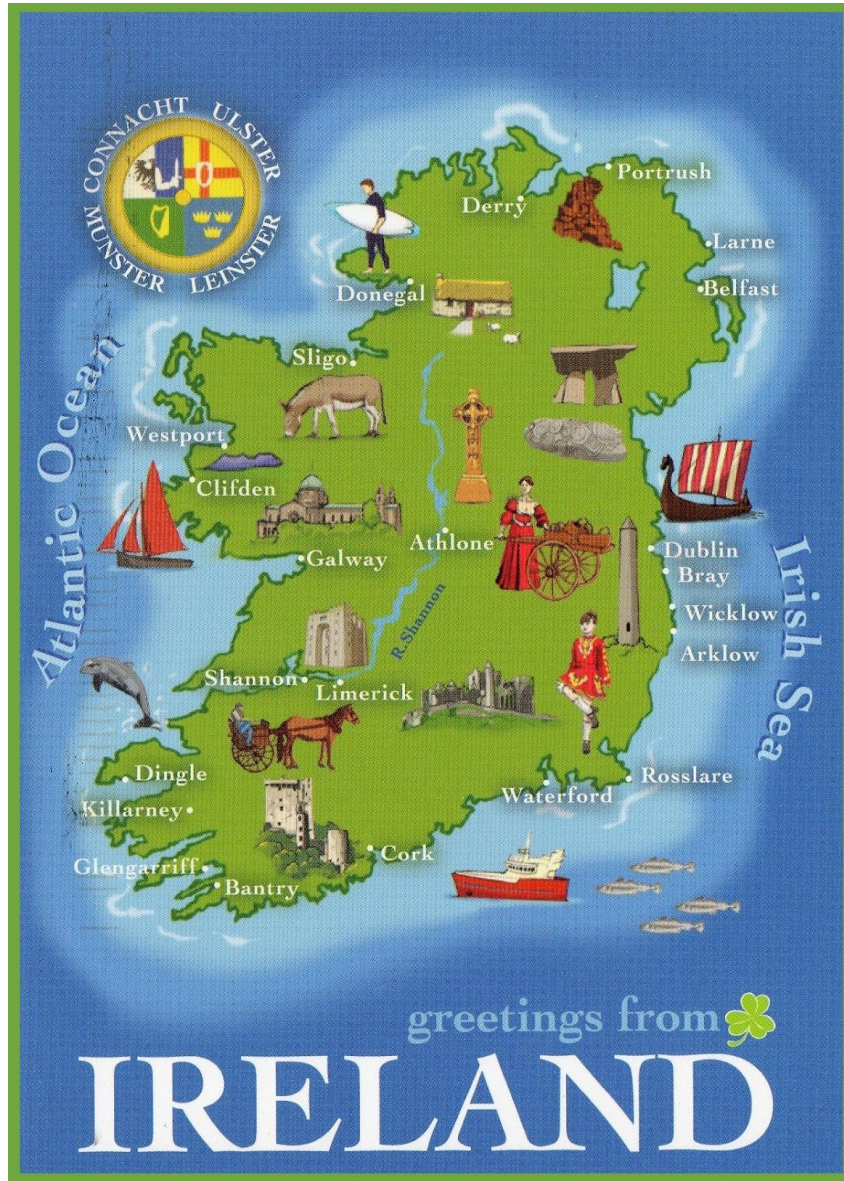 CONNACHT
ULSTER
MUNSTER
LEINSTER
Portrush
Derry
Larne
Donegal
Belfast
Sligo
Atlantic Ocean
Westport
Clifden
Athlone
Galway
Dublin
Bray
Irish Sea
R.Shannon
Wicklow
Arklow
Shannon
Limerick
Dingle
Rosslare
Waterford
Killarney
Cork
Glengarriff
Bantry
greetings from
IRELAND